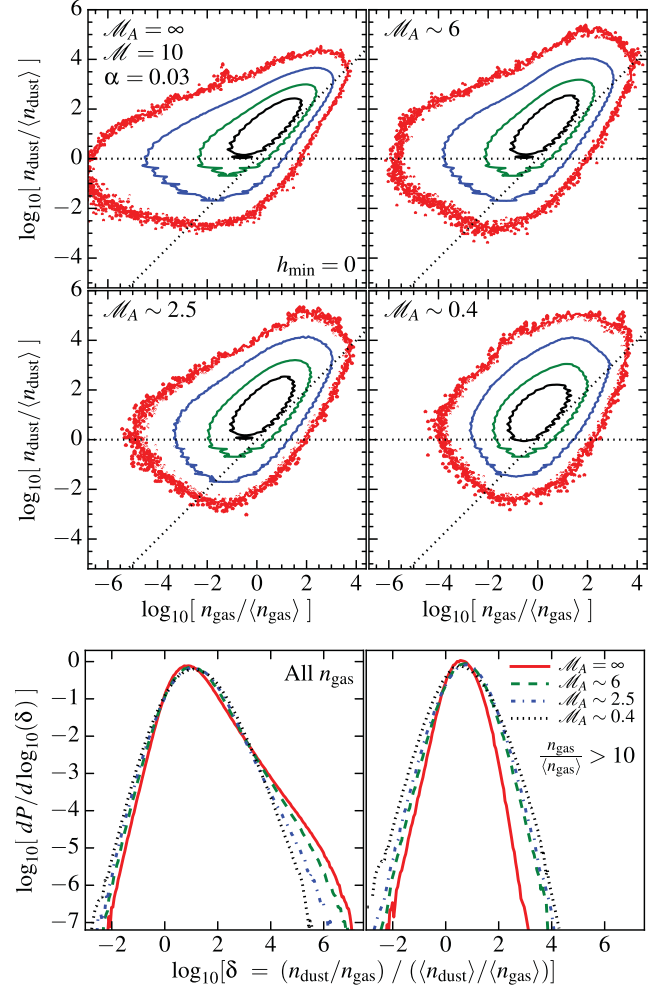 ℳ_A = ∞
ℳ = 10
α = 0.03
ℳ_A ~ 6
log₁₀[ n_dust/⟨n_dust⟩ ]
6
4
2
0
−2
−4
h_min = 0
ℳ_A ~ 2.5
ℳ_A ~ 0.4
log₁₀[ n_dust/⟨n_dust⟩ ]
6
4
2
0
−2
−4
−6 −4 −2 0 2 4
−6 −4 −2 0 2 4
log₁₀[ n_gas/⟨n_gas⟩ ]
log₁₀[ n_gas/⟨n_gas⟩ ]
All n_gas
ℳ_A = ∞
ℳ_A ~ 6
ℳ_A ~ 2.5
ℳ_A ~ 0.4
n_gas/⟨n_gas⟩ > 10
log₁₀[ dP/d log₁₀(δ) ]
0
−1
−2
−3
−4
−5
−6
−7
−2 0 2 4 6
−2 0 2 4 6
log₁₀[δ = (n_dust/n_gas) / (⟨n_dust⟩/⟨n_gas⟩)]